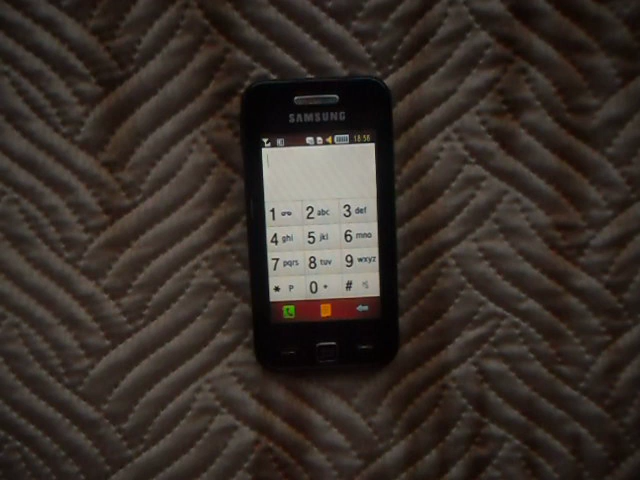 SAMSUNG
18:58
1 2 abc 3 def
4 ghi 5 jkl 6 mno
7 pqrs 8 tuv 9 wxyz
* P 0 + #